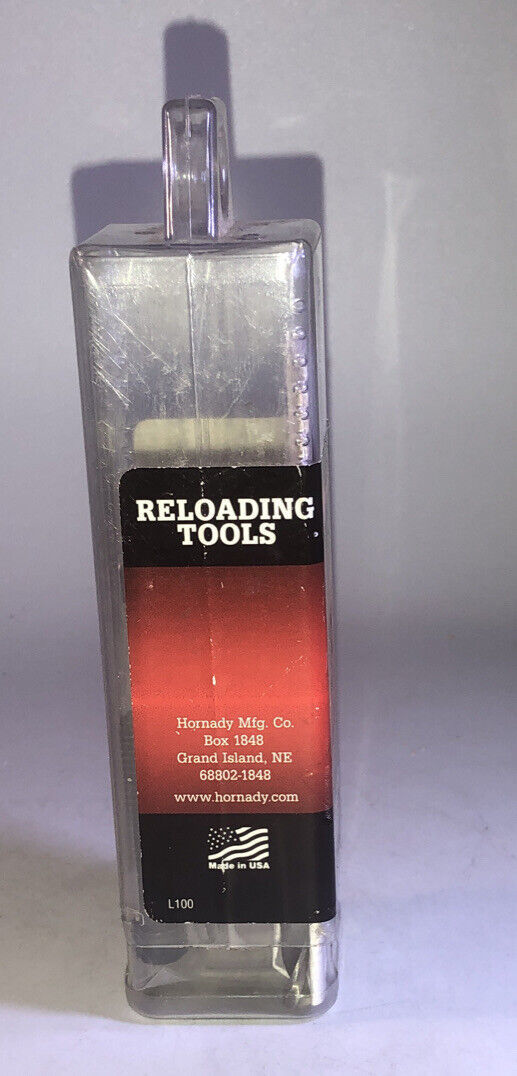 RELOADING
TOOLS
Hornady Mfg. Co.
Box 1848
Grand Island, NE
68802-1848
www.hornady.com
Made in USA
L100